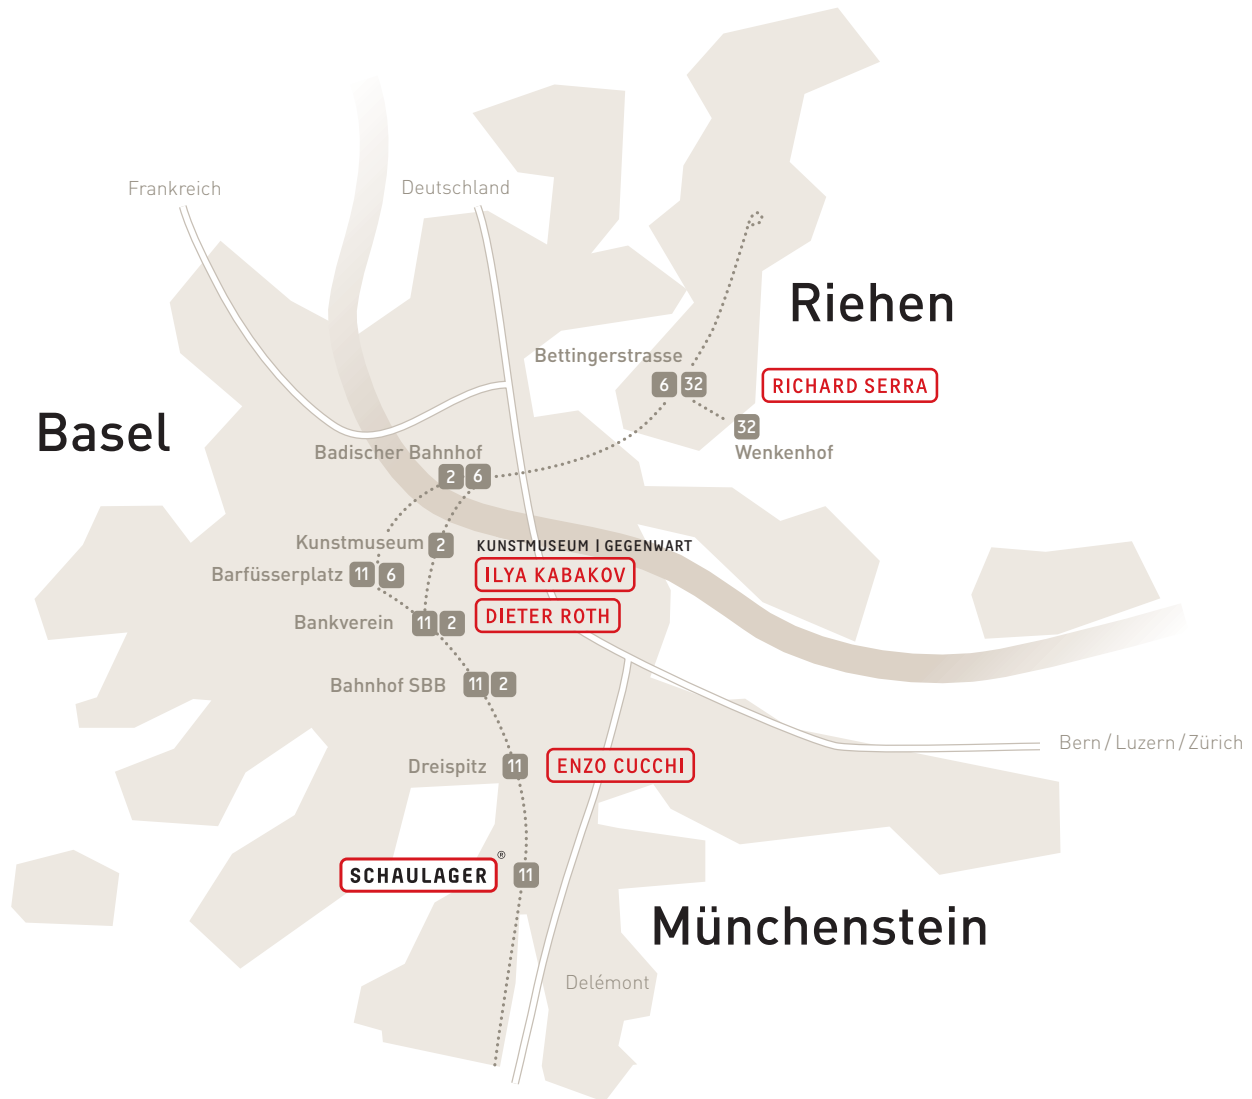 Frankreich
Deutschland
Riehen
Bettingerstrasse
6 32
RICHARD SERRA
Basel
32
Wenkenhof
Badischer Bahnhof
2 6
Kunstmuseum 2
KUNSTMUSEUM | GEGENWART
Barfüsserplatz 11 6
ILYA KABAKOV
Bankverein 11 2
DIETER ROTH
Bahnhof SBB 11 2
Bern / Luzern / Zürich
Dreispitz 11
ENZO CUCCHI
SCHAULAGER ® 11
Münchenstein
Delémont